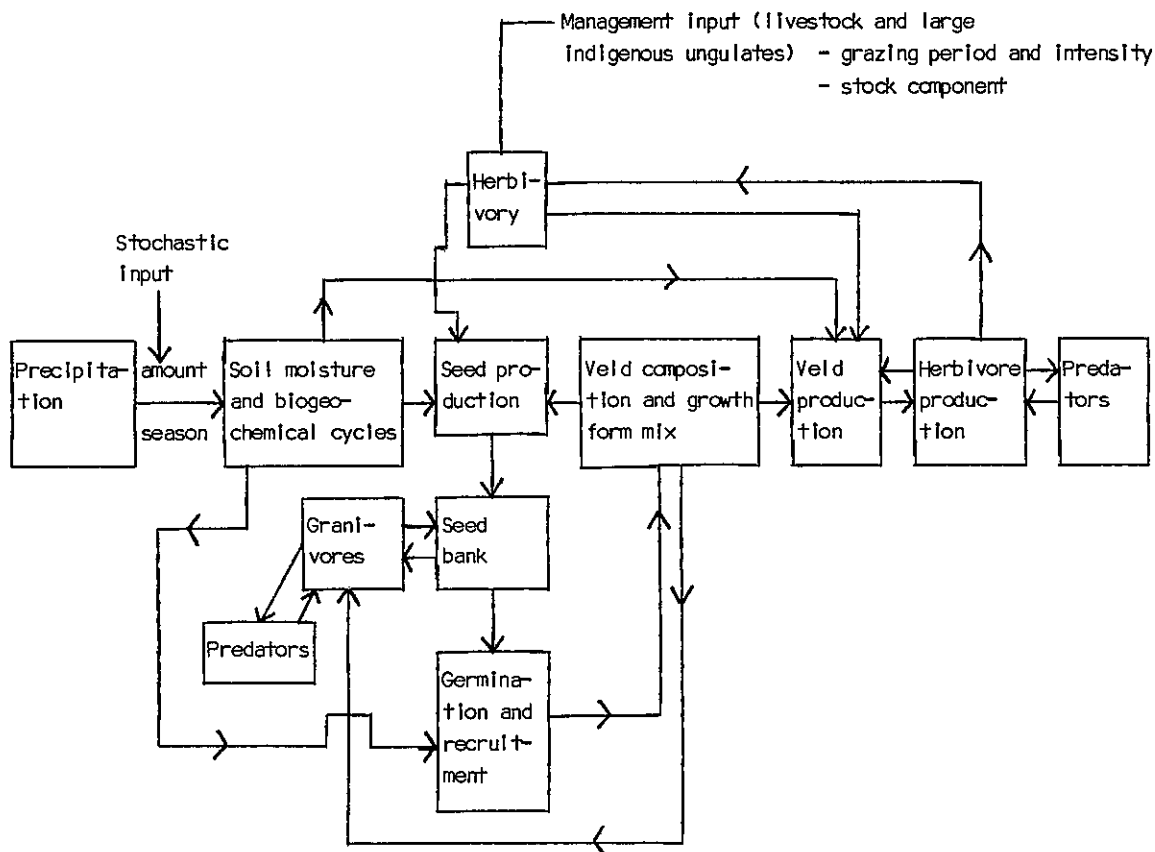 Management input (livestock and large
indigenous ungulates) - grazing period and intensity
- stock component
Herbi-
vory
Stochastic
input
Precipita-
tion
amount
season
Soil moisture
and biogeo-
chemical cycles
Seed pro-
duction
Veld composi-
tion and growth
form mix
Veld
produc-
tion
Herbivore
produc-
tion
Preda-
tors
Grani-
vores
Seed
bank
Predators
Germina-
tion and
recruit-
ment